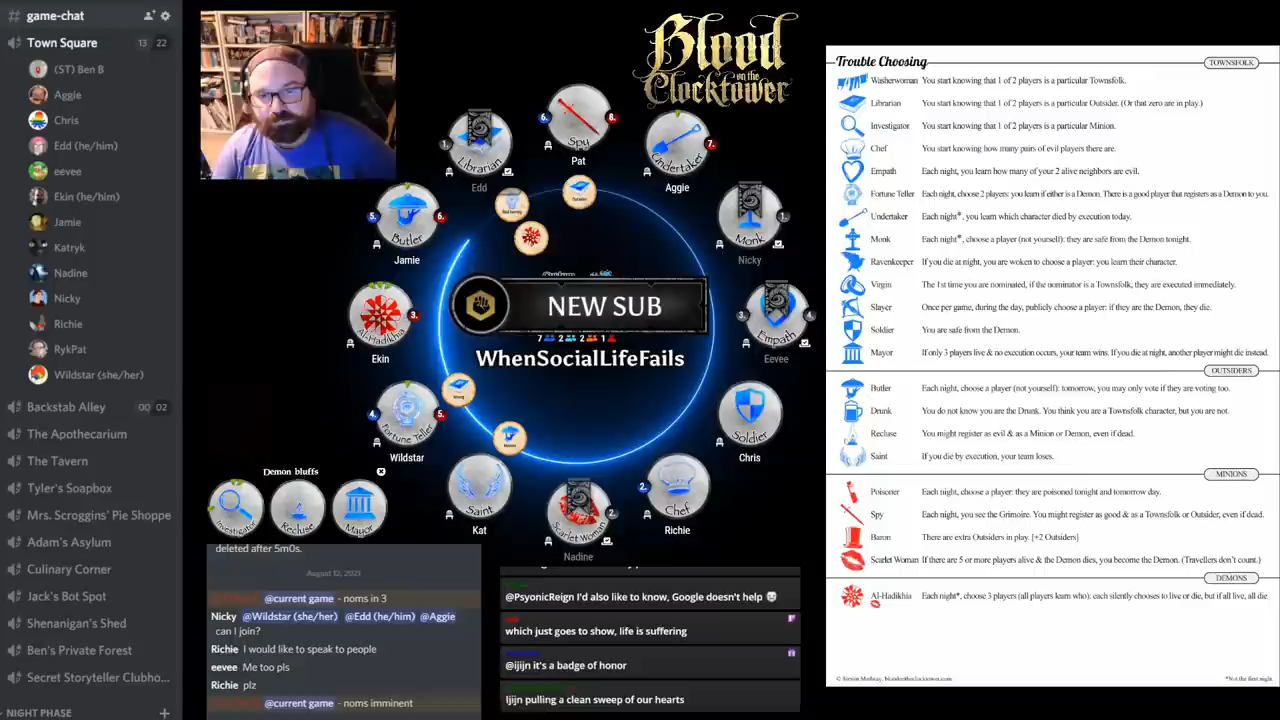 # game-chat
Town Square 13 22
(ST) Ben B
Aggie
Chris
Edd (he/him)
eevee
Ekin (he/him)
Jamie
Katryk
Nadine
Nicky
Richie
RykPat
Wildstar (she/her)
Backstab Alley 00 02
The Apothecarium
The Tavern
Tyler's Soapbox
Mrs. Scroggins' Pie Shoppe
Adam's Asylum
Culinary Corner
Jack's Hot Spot
Shenanigan's Shed
Ben's Private Forest
Secret Storyteller Clubho...
NIGHT PHASE +
Blood
on the
Clocktower
Librarian
Edd
1.
Spy
Pat
6.
8.
Undertaker
Aggie
7.
Monk
Nicky
1.
Empath
Eevee
3.
4.
Soldier
Chris
Chef
Richie
2.
Scarlet Woman
Nadine
2.
Saint
Kat
Fortune Teller
Wildstar
4.
5.
Al-Hadikhia
Ekin
3.
Butler
Jamie
5.
6.
NEW SUB
7 2 2 1
WhenSocialLifeFails
Demon bluffs
Investigator
Recluse
Mayor
deleted after 5m0s.
August 12, 2021
@current game - noms in 3
Nicky @Wildstar (she/her) @Edd (he/him) @Aggie
can I join?
Richie I would like to speak to people
eevee Me too pls
Richie plz
@current game - noms imminent
@PsyonicReign I'd also like to know, Google doesn't help
which just goes to show, life is suffering
@ijijn it's a badge of honor
Ijijn pulling a clean sweep of our hearts
Trouble Choosing
TOWNSFOLK
Washerwoman You start knowing that 1 of 2 players is a particular Townsfolk.
Librarian You start knowing that 1 of 2 players is a particular Outsider. (Or that zero are in play.)
Investigator You start knowing that 1 of 2 players is a particular Minion.
Chef You start knowing how many pairs of evil players there are.
Empath Each night, you learn how many of your 2 alive neighbors are evil.
Fortune Teller Each night, choose 2 players: you learn if either is a Demon. There is a good player that registers as a Demon to you.
Undertaker Each night*, you learn which character died by execution today.
Monk Each night*, choose a player (not yourself): they are safe from the Demon tonight.
Ravenkeeper If you die at night, you are woken to choose a player: you learn their character.
Virgin The 1st time you are nominated, if the nominator is a Townsfolk, they are executed immediately.
Slayer Once per game, during the day, publicly choose a player: if they are the Demon, they die.
Soldier You are safe from the Demon.
Mayor If only 3 players live & no execution occurs, your team wins. If you die at night, another player might die instead.
OUTSIDERS
Butler Each night, choose a player (not yourself): tomorrow, you may only vote if they are voting too.
Drunk You do not know you are the Drunk. You think you are a Townsfolk character, but you are not.
Recluse You might register as evil & as a Minion or Demon, even if dead.
Saint If you die by execution, your team loses.
MINIONS
Poisoner Each night, choose a player: they are poisoned tonight and tomorrow day.
Spy Each night, you see the Grimoire. You might register as good & as a Townsfolk or Outsider, even if dead.
Baron There are extra Outsiders in play. [+2 Outsiders]
Scarlet Woman If there are 5 or more players alive & the Demon dies, you become the Demon. (Travellers don't count.)
DEMONS
Al-Hadikhia Each night*, choose 3 players (all players learn who): each silently chooses to live or die, but if all live, all die.
*Not the first night